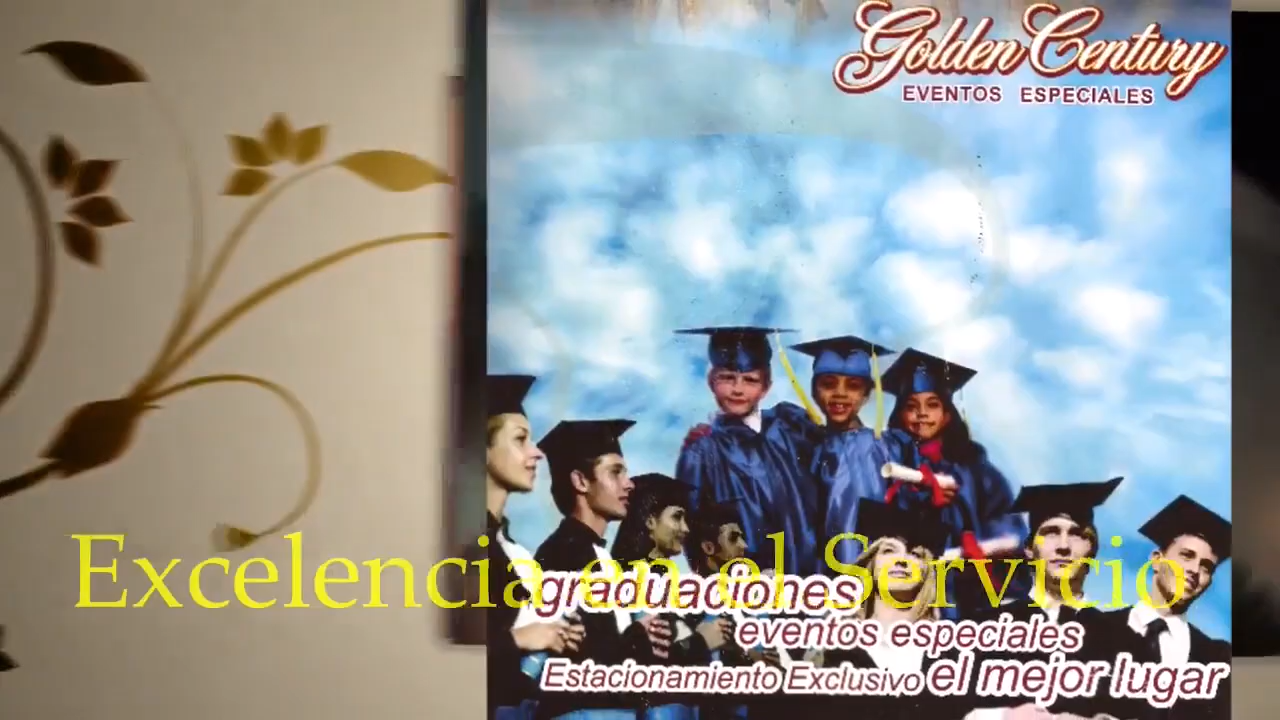 Golden Century
EVENTOS ESPECIALES
Excelencia en el Servicio
graduaciones
eventos especiales
Estacionamiento Exclusivo el mejor lugar